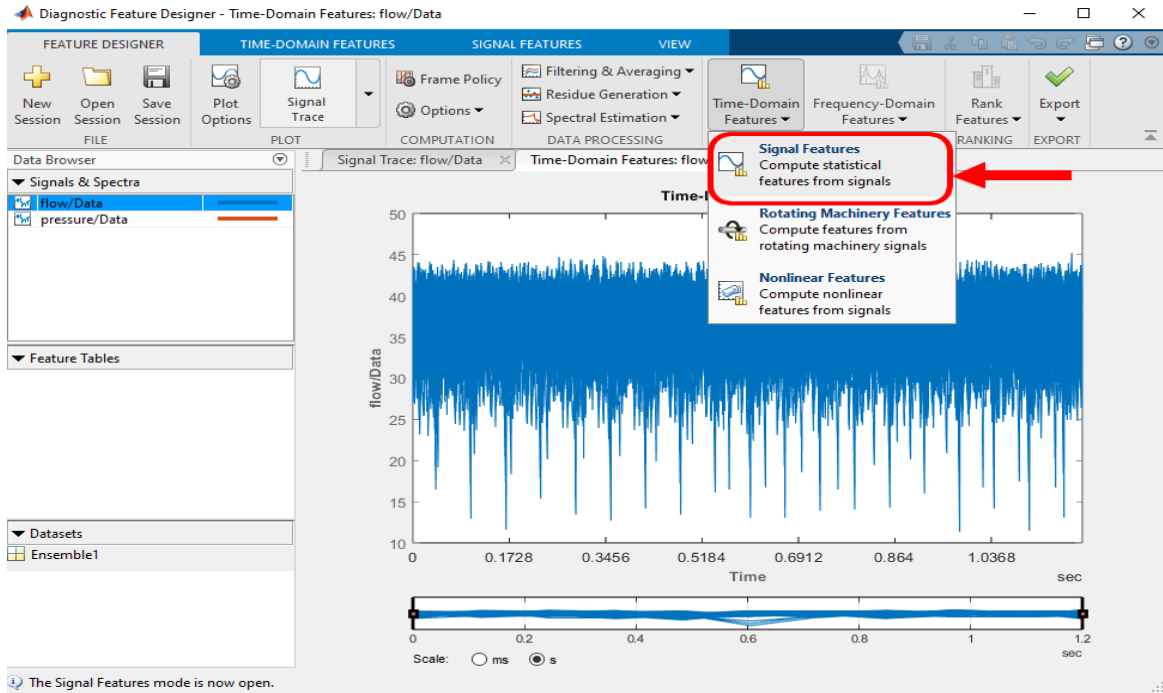 Diagnostic Feature Designer - Time-Domain Features: flow/Data
FEATURE DESIGNER
TIME-DOMAIN FEATURES
SIGNAL FEATURES
VIEW
New Session
Open Session
Save Session
FILE
Plot Options
Signal Trace
PLOT
Frame Policy
Options
COMPUTATION
Filtering & Averaging
Residue Generation
Spectral Estimation
DATA PROCESSING
Time-Domain Features
Frequency-Domain Features
Rank Features
RANKING
Export
EXPORT
Signal Features
Compute statistical
features from signals
Rotating Machinery Features
Compute features from
rotating machinery signals
Nonlinear Features
Compute nonlinear
features from signals
Data Browser
Signals & Spectra
flow/Data
pressure/Data
Feature Tables
Datasets
Ensemble1
Signal Trace: flow/Data
Time-Domain Features: flow
Time-
flow/Data
50
45
40
35
30
25
20
15
10
0 0.1728 0.3456 0.5184 0.6912 0.864 1.0368
Time
sec
0 0.2 0.4 0.6 0.8 1 1.2
sec
Scale: ms s
The Signal Features mode is now open.